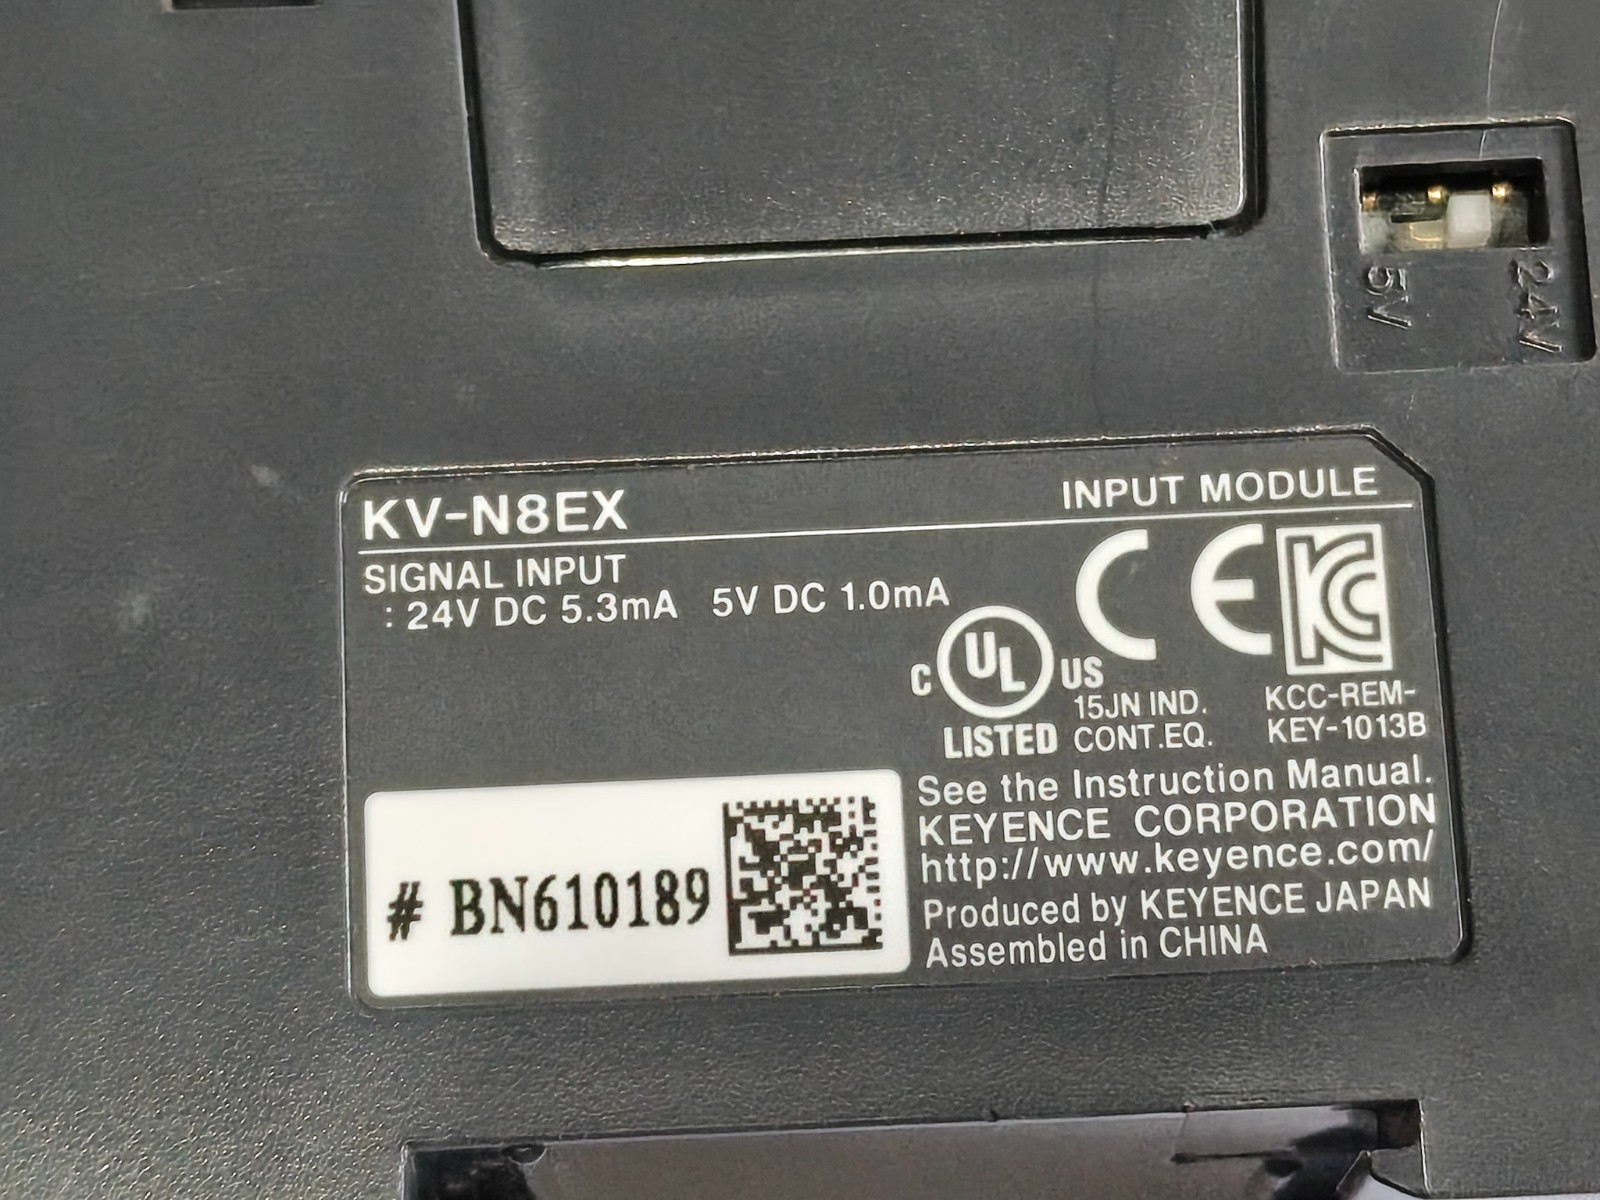 5V 24V
KV-N8EX INPUT MODULE
SIGNAL INPUT
: 24V DC 5.3mA 5V DC 1.0mA
CE
C UL US
LISTED
15JN IND.
CONT.EQ.
KCC-REM-
KEY-1013B
See the Instruction Manual.
KEYENCE CORPORATION
http://www.keyence.com/
Produced by KEYENCE JAPAN
Assembled in CHINA
# BN610189